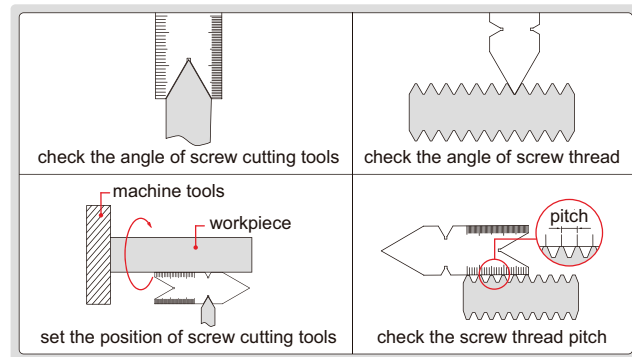 check the angle of screw cutting tools
check the angle of screw thread
machine tools
workpiece
set the position of screw cutting tools
pitch
check the screw thread pitch